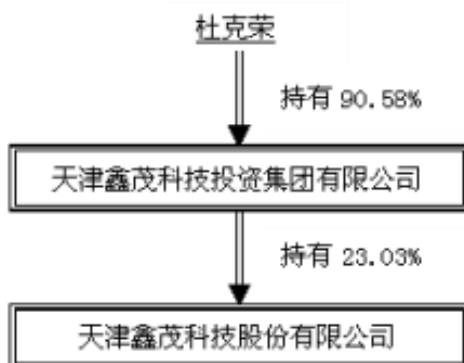 杜克荣
持有 90.58%
天津鑫茂科技投资集团有限公司
持有 23.03%
天津鑫茂科技股份有限公司